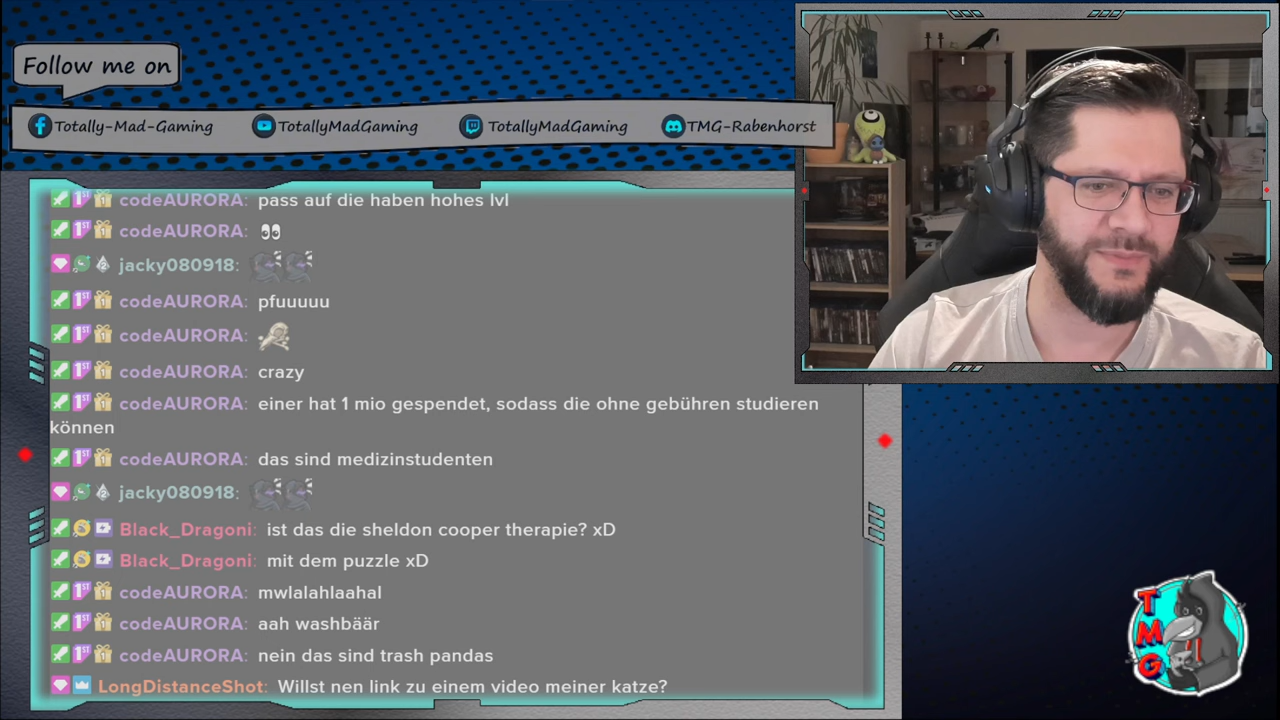 Follow me on
Totally-Mad-Gaming TotallyMadGaming TotallyMadGaming TMG-Rabenhorst
codeAURORA: pass auf die haben hohes lvl
codeAURORA:
jacky080918:
codeAURORA: pfuuuuu
codeAURORA:
codeAURORA: crazy
codeAURORA: einer hat 1 mio gespendet, sodass die ohne gebühren studieren
können
codeAURORA: das sind medizinstudenten
jacky080918:
Black_Dragoni: ist das die sheldon cooper therapie? xD
Black_Dragoni: mit dem puzzle xD
codeAURORA: mwlalahlaahal
codeAURORA: aah washbäär
codeAURORA: nein das sind trash pandas
LongDistanceShot: Willst nen link zu einem video meiner katze?
TMG